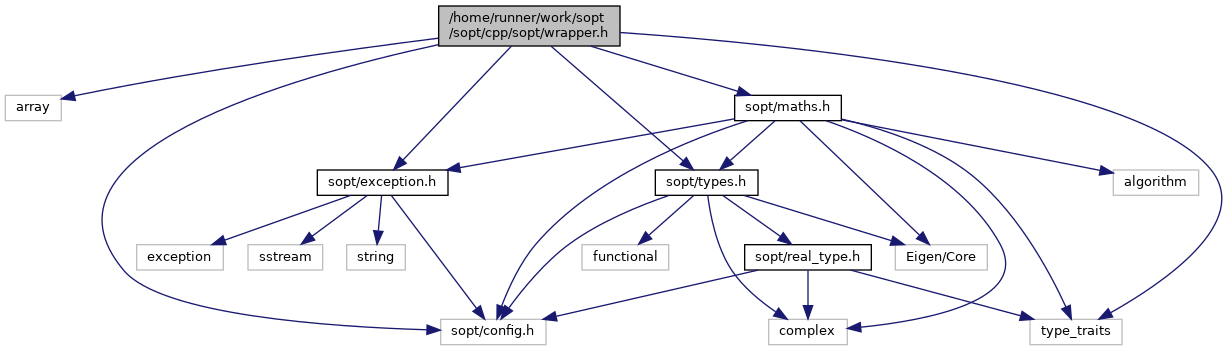 /home/runner/work/sopt
/sopt/cpp/sopt/wrapper.h
array
sopt/maths.h
sopt/exception.h
sopt/types.h
algorithm
exception
sstream
string
functional
sopt/real_type.h
Eigen/Core
sopt/config.h
complex
type_traits